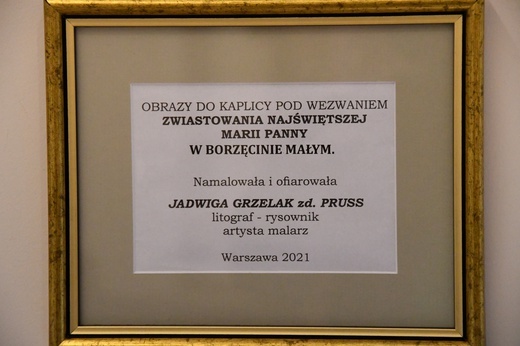 OBRAZY DO KAPLICY POD WEZWANIEM
ZWIASTOWANIA NAJŚWIĘTSZEJ
MARII PANNY
W BORZĘCINIE MAŁYM.
Namalowała i ofiarowała
JADWIGA GRZELAK zd. PRUSS
litograf - rysownik
artysta malarz
Warszawa 2021